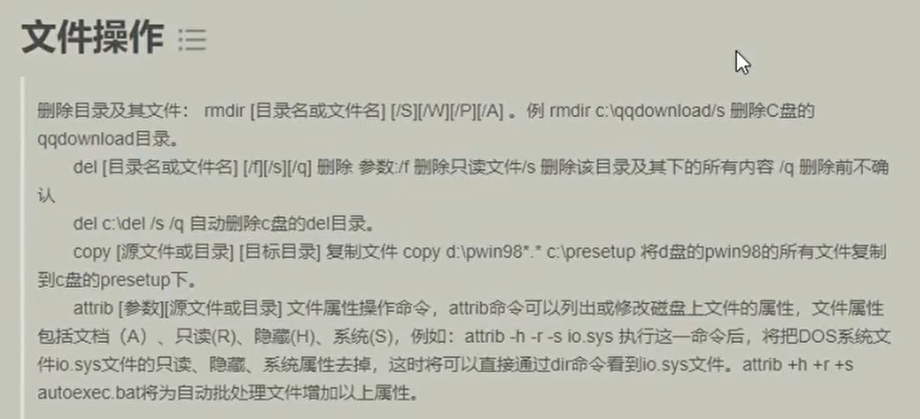 文件操作
删除目录及其文件： rmdir [目录名或文件名] [/S][/W][/P][/A] 。例 rmdir c:\qqdownload/s 删除C盘的
qqdownload目录。
del [目录名或文件名] [/f][/s][/q] 删除 参数:/f 删除只读文件/s 删除该目录及其下的所有内容 /q 删除前不确
认
del c:\del /s /q 自动删除c盘的del目录。
copy [源文件或目录] [目标目录] 复制文件 copy d:\pwin98*.* c:\presetup 将d盘的pwin98的所有文件复制
到c盘的presetup下。
attrib [参数][源文件或目录] 文件属性操作命令，attrib命令可以列出或修改磁盘上文件的属性，文件属性
包括文档（A）、只读(R)、隐藏(H)、系统(S)，例如：attrib -h -r -s io.sys 执行这一命令后，将把DOS系统文
件io.sys文件的只读、隐藏、系统属性去掉，这时将可以直接通过dir命令看到io.sys文件。attrib +h +r +s
autoexec.bat将为自动批处理文件增加以上属性。